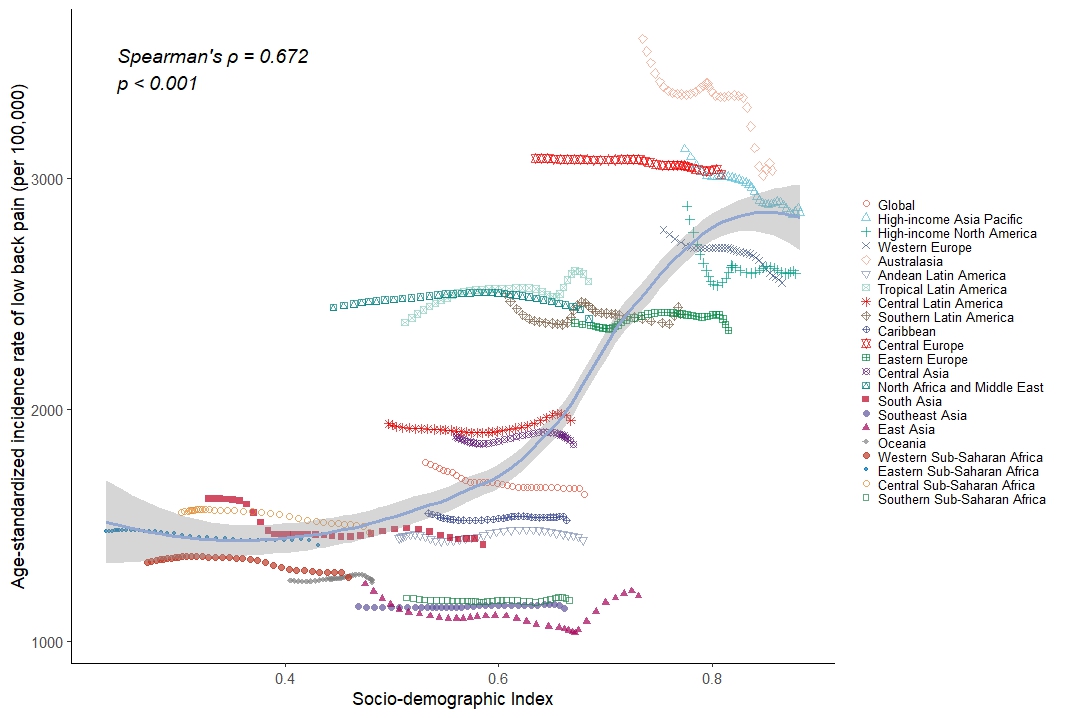 Spearman's ρ = 0.672
p < 0.001
Age-standardized incidence rate of low back pain (per 100,000)
3000
2000
1000
0.4 0.6 0.8
Socio-demographic Index
Global
High-income Asia Pacific
High-income North America
Western Europe
Australasia
Andean Latin America
Tropical Latin America
Central Latin America
Southern Latin America
Caribbean
Central Europe
Eastern Europe
Central Asia
North Africa and Middle East
South Asia
Southeast Asia
East Asia
Oceania
Western Sub-Saharan Africa
Eastern Sub-Saharan Africa
Central Sub-Saharan Africa
Southern Sub-Saharan Africa